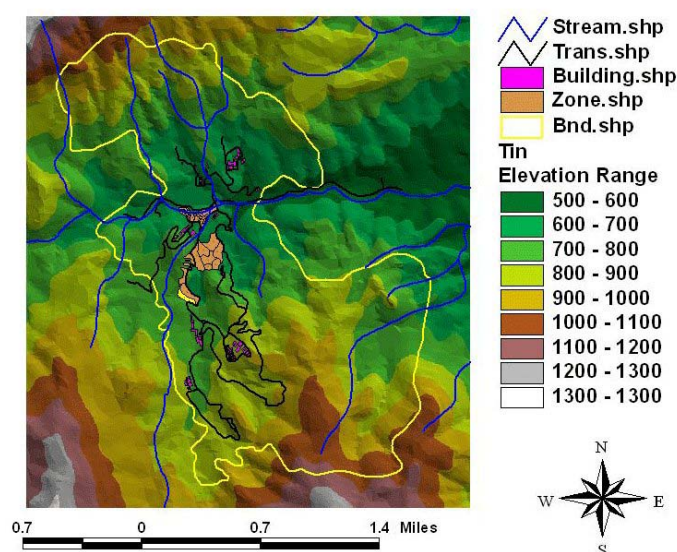 Stream.shp
Trans.shp
Building.shp
Zone.shp
Bnd.shp
Tin
Elevation Range
500 - 600
600 - 700
700 - 800
800 - 900
900 - 1000
1000 - 1100
1100 - 1200
1200 - 1300
1300 - 1300
N
W E
S
0.7 0 0.7 1.4 Miles